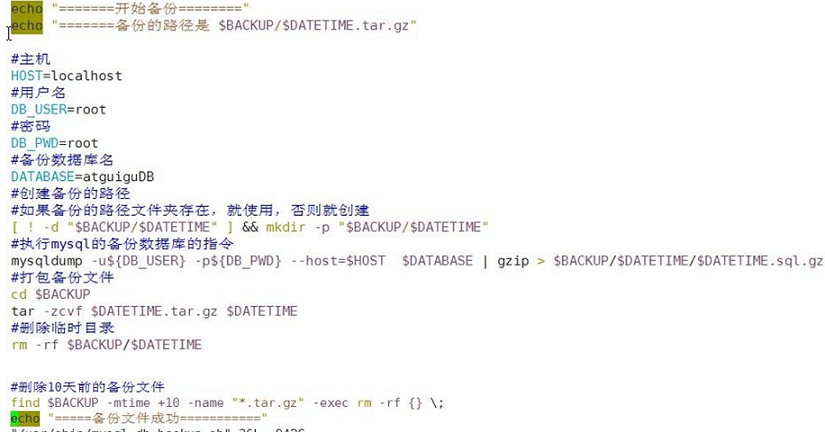 echo "=======开始备份========"
echo "=======备份的路径是 $BACKUP/$DATETIME.tar.gz"
#主机
HOST=localhost
#用户名
DB_USER=root
#密码
DB_PWD=root
#备份数据库名
DATABASE=atguiguDB
#创建备份的路径
#如果备份的路径文件夹存在，就使用，否则就创建
[ ! -d "$BACKUP/$DATETIME" ] && mkdir -p "$BACKUP/$DATETIME"
#执行mysql的备份数据库的指令
mysqldump -u${DB_USER} -p${DB_PWD} --host=$HOST  $DATABASE | gzip > $BACKUP/$DATETIME/$DATETIME.sql.gz
#打包备份文件
cd $BACKUP
tar -zcvf $DATETIME.tar.gz $DATETIME
#删除临时目录
rm -rf $BACKUP/$DATETIME
#删除10天前的备份文件
find $BACKUP -mtime +10 -name "*.tar.gz" -exec rm -rf {} \;
echo "=====备份文件成功==========="